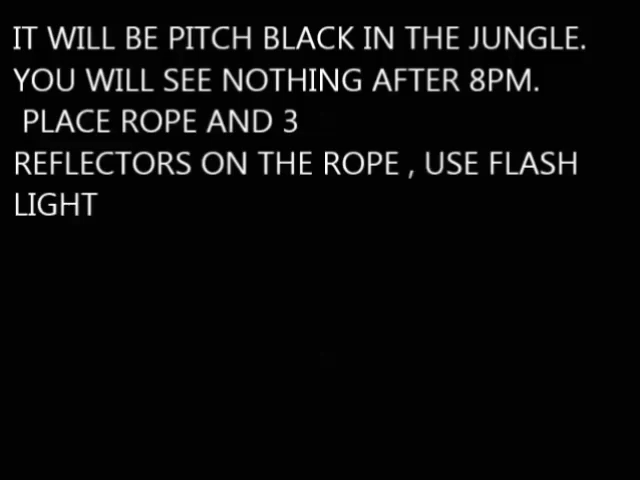 IT WILL BE PITCH BLACK IN THE JUNGLE.
YOU WILL SEE NOTHING AFTER 8PM.
PLACE ROPE AND 3
REFLECTORS ON THE ROPE , USE FLASH
LIGHT